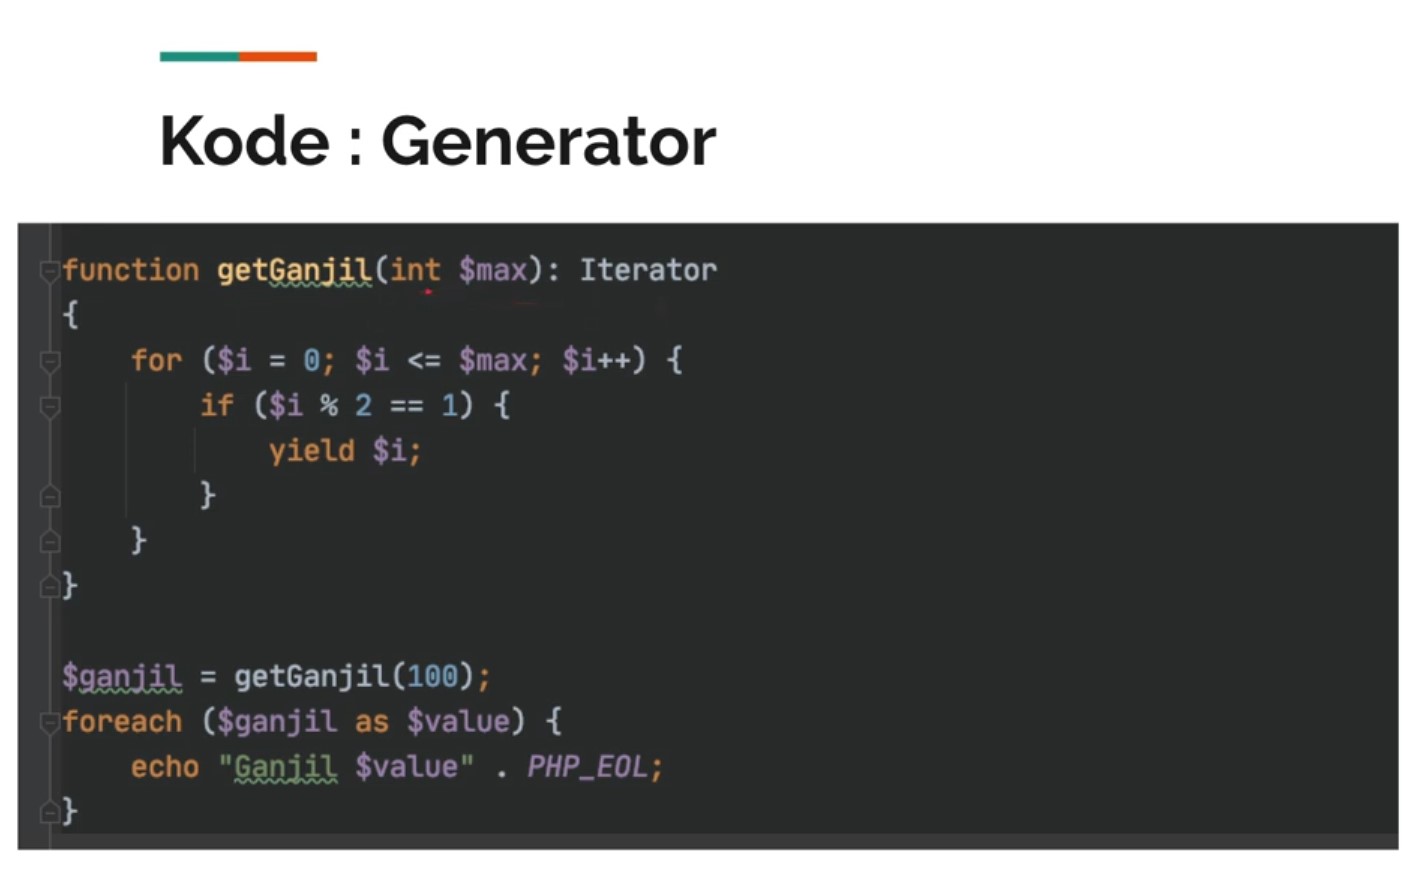 Kode : Generator
function getGanjil(int $max): Iterator
{
    for ($i = 0; $i <= $max; $i++) {
        if ($i % 2 == 1) {
            yield $i;
        }
    }
}
$ganjil = getGanjil(100);
foreach ($ganjil as $value) {
    echo "Ganjil $value" . PHP_EOL;
}